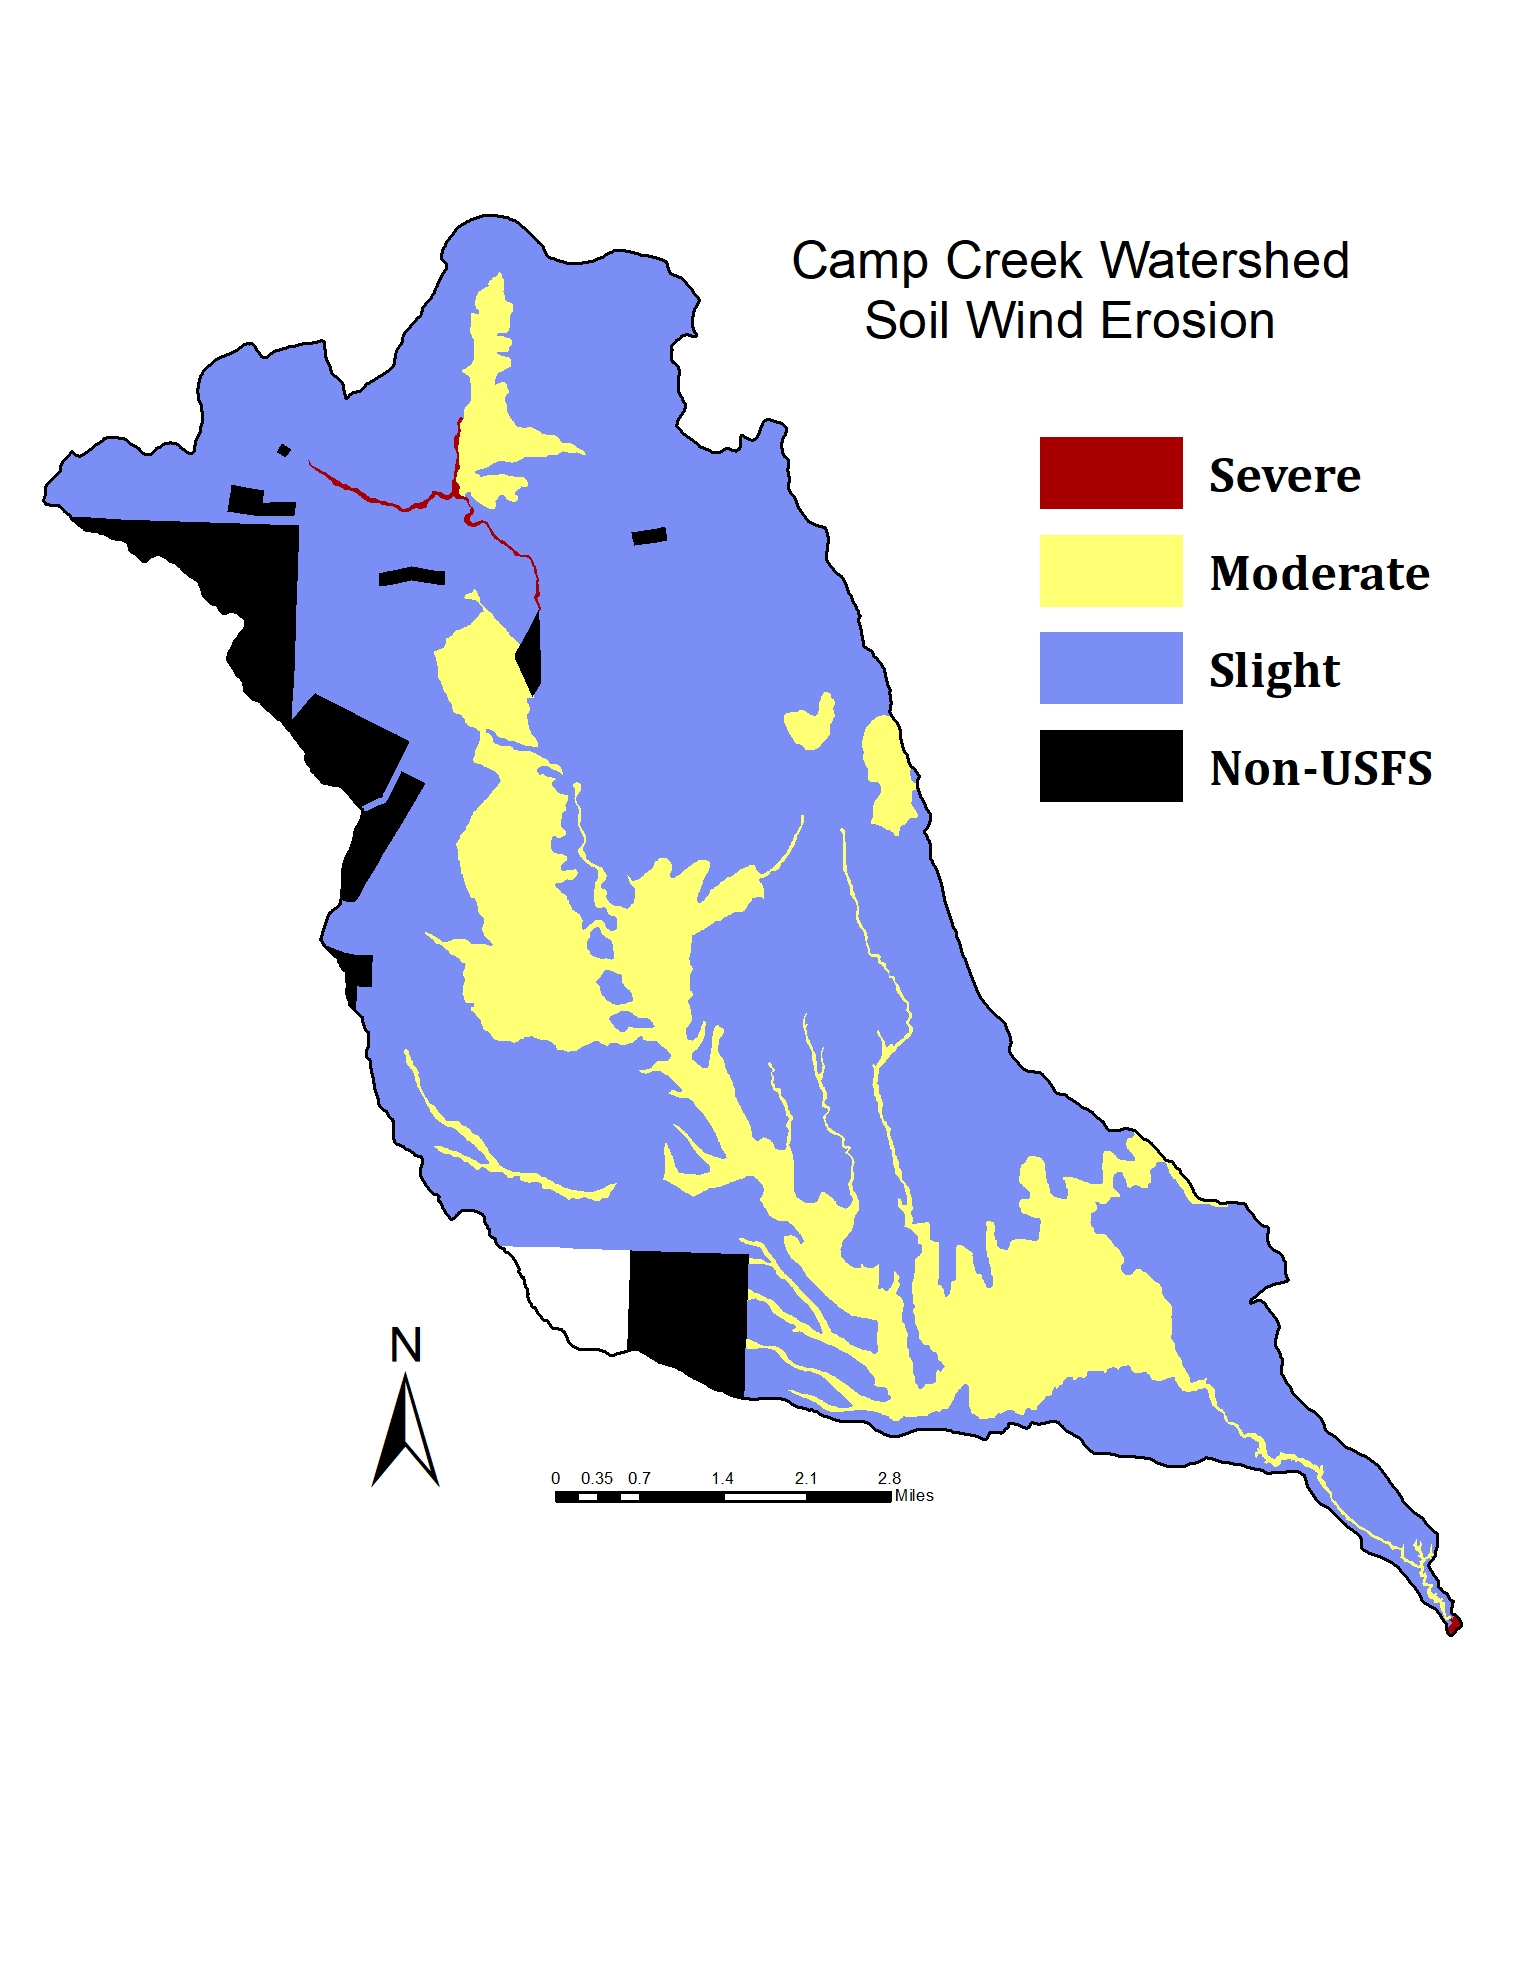 Camp Creek Watershed
Soil Wind Erosion
Severe
Moderate
Slight
Non-USFS
N
0 0.35 0.7 1.4 2.1 2.8
Miles